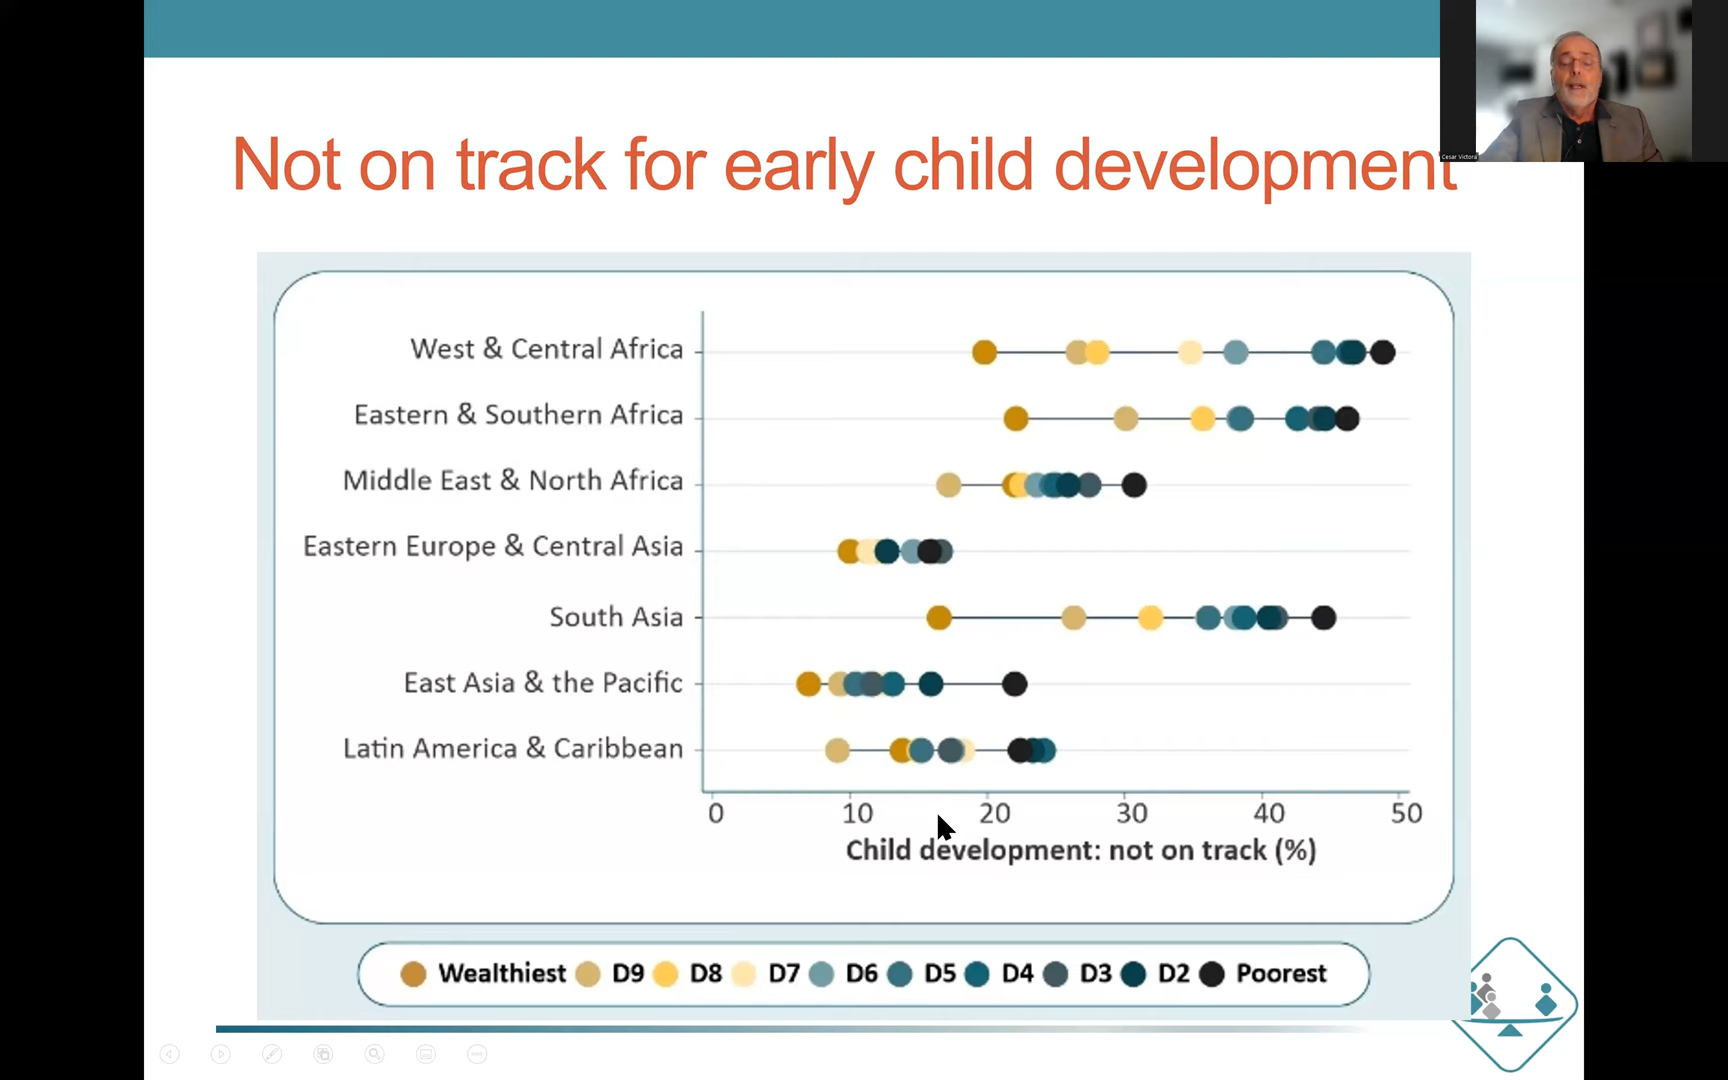 Cesar Victora
Not on track for early child development
West & Central Africa
Eastern & Southern Africa
Middle East & North Africa
Eastern Europe & Central Asia
South Asia
East Asia & the Pacific
Latin America & Caribbean
0 10 20 30 40 50
Child development: not on track (%)
Wealthiest D9 D8 D7 D6 D5 D4 D3 D2 Poorest